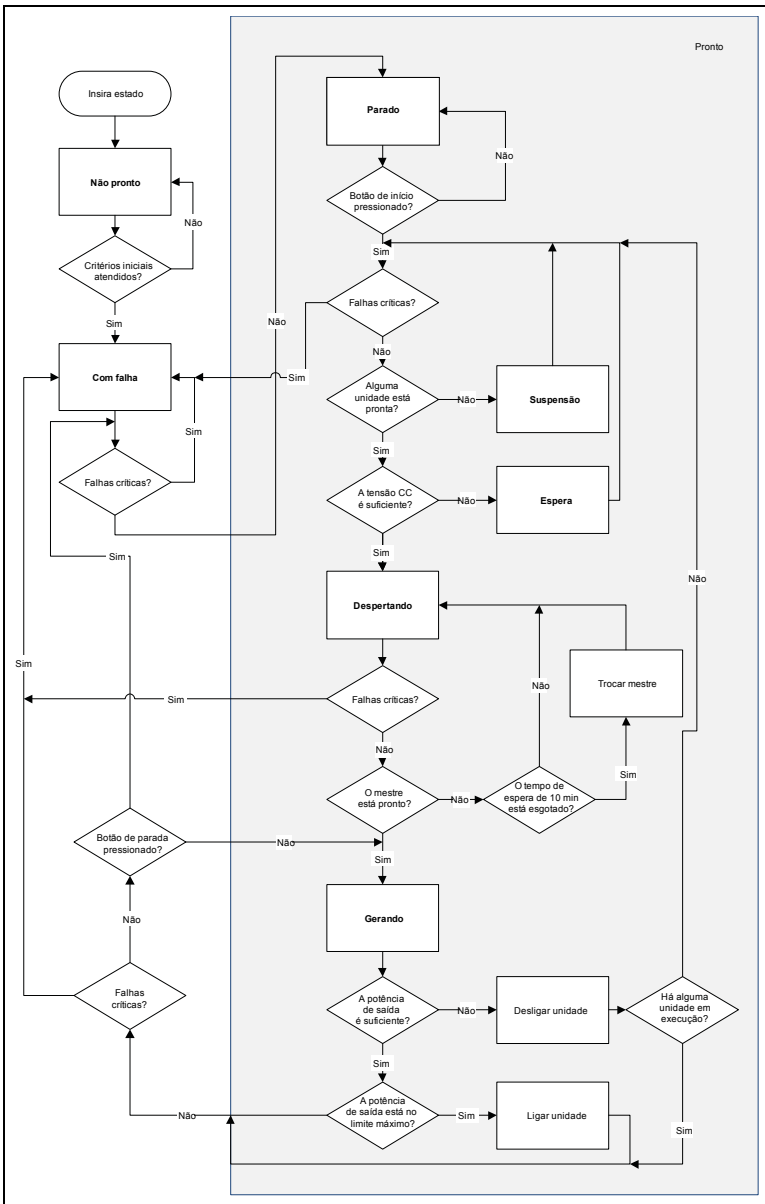 Pronto
Insira estado
Parado
Não
Não pronto
Botão de início
pressionado?
Não
Critérios iniciais
atendidos?
Sim
Sim
Falhas críticas?
Não
Com falha
Sim
Não
Alguma
unidade está
pronta?
Não
Suspensão
Sim
Sim
Sim
Falhas críticas?
A tensão CC
é suficiente?
Não
Espera
Sim
Sim
Não
Despertando
Sim
Sim
Falhas críticas?
Não
Trocar mestre
Não
Sim
O mestre
está pronto?
Não
O tempo de
espera de 10 min
está esgotado?
Botão de parada
pressionado?
Não
Sim
Gerando
Não
Falhas
críticas?
A potência
de saída
é suficiente?
Não
Desligar unidade
Há alguma
unidade em
execução?
Sim
A potência
de saída está no
limite máximo?
Não
Sim
Ligar unidade
Sim